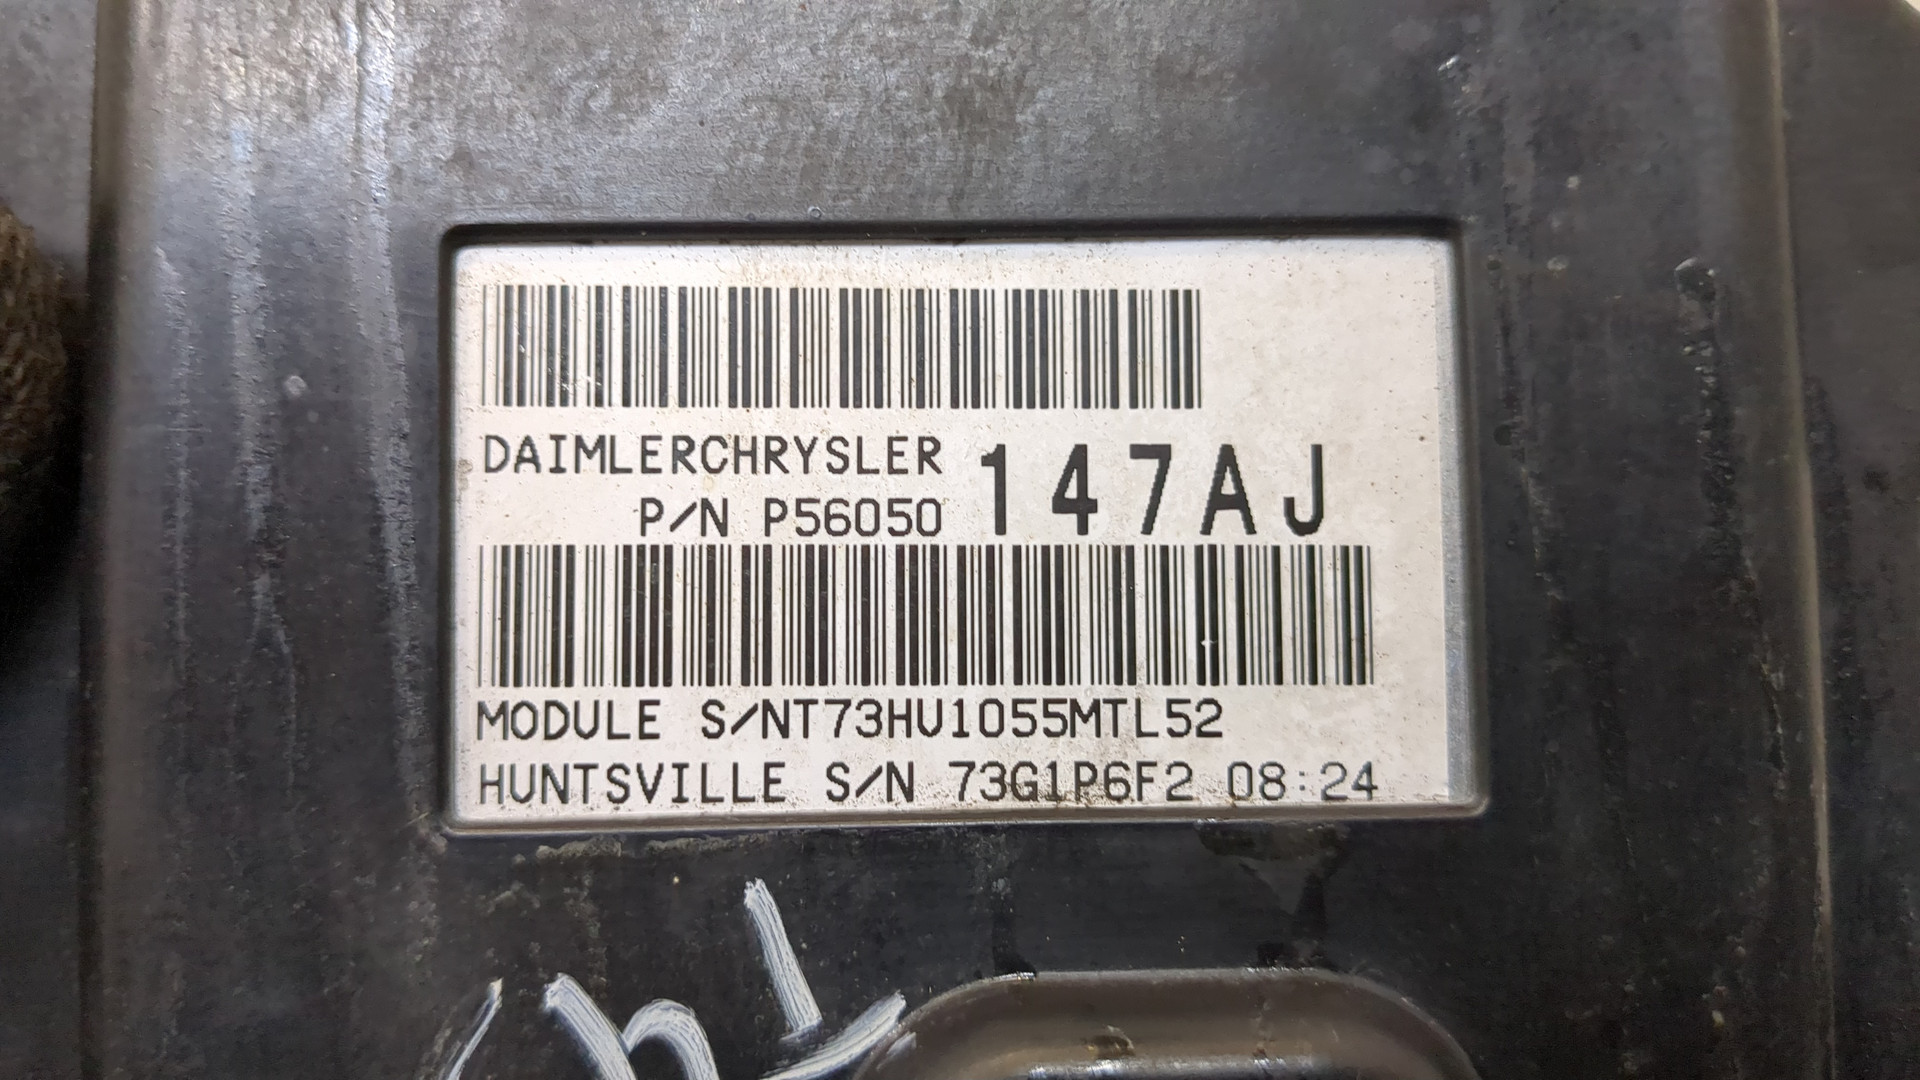 DAIMLERCHRYSLER
P/N P56050 147AJ
MODULE S/NT73HU1055MTL52
HUNTSVILLE S/N 73G1P6F2 08:24